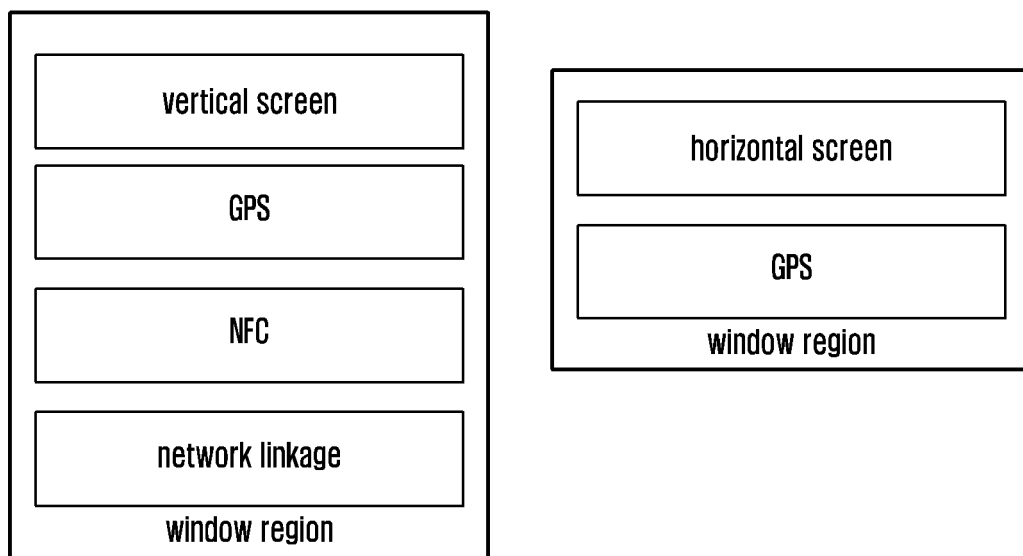 vertical screen
GPS
NFC
network linkage
window region
horizontal screen
GPS
window region